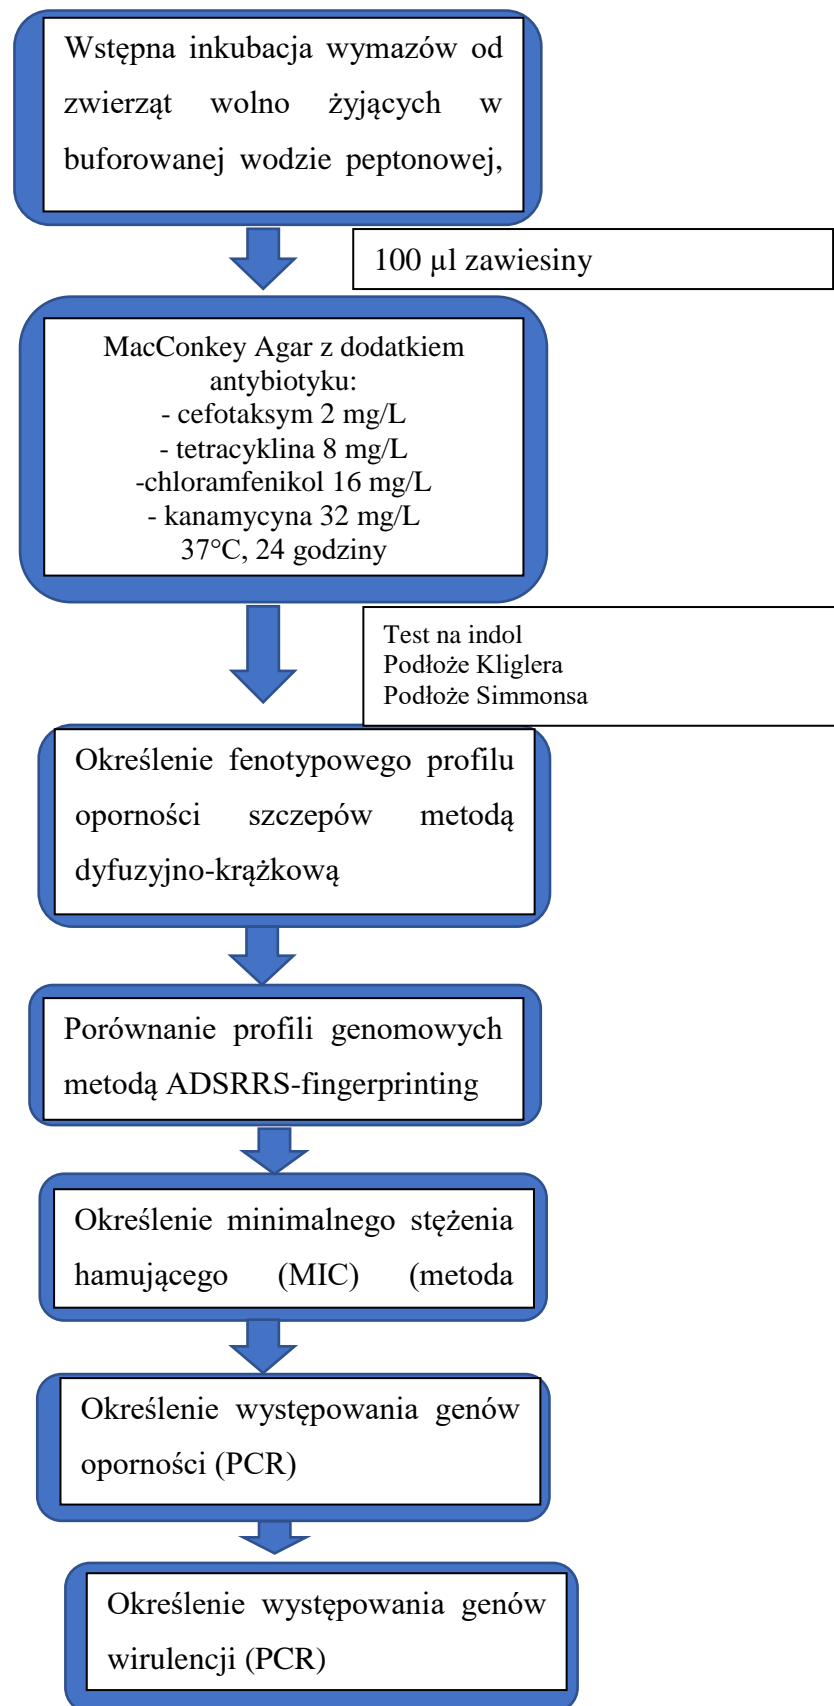 Wstępna inkubacja wymazów od
zwierząt wolno żyjących w
buforowanej wodzie peptonowej,
100 µl zawiesiny
MacConkey Agar z dodatkiem
antybiotyku:
- cefotaksym 2 mg/L
- tetracyklina 8 mg/L
-chloramfenikol 16 mg/L
- kanamycyna 32 mg/L
37°C, 24 godziny
Test na indol
Podłoże Kliglera
Podłoże Simmonsa
Określenie fenotypowego profilu
oporności szczepów metodą
dyfuzyjno-krążkową
Porównanie profili genomowych
metodą ADSRRS-fingerprinting
Określenie minimalnego stężenia
hamującego (MIC) (metoda
Określenie występowania genów
oporności (PCR)
Określenie występowania genów
wirulencji (PCR)